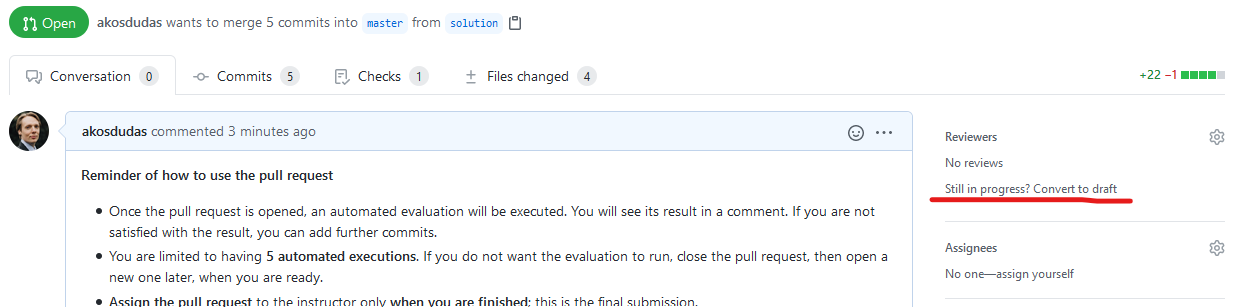 Open akosdudas wants to merge 5 commits into master from solution
Conversation 0 Commits 5 Checks 1 Files changed 4 +22 −1
akosdudas commented 3 minutes ago
Reminder of how to use the pull request
• Once the pull request is opened, an automated evaluation will be executed. You will see its result in a comment. If you are not
satisfied with the result, you can add further commits.
• You are limited to having 5 automated executions. If you do not want the evaluation to run, close the pull request, then open a
new one later, when you are ready.
• Assign the pull request to the instructor only when you are finished; this is the final submission.
Reviewers
No reviews
Still in progress? Convert to draft
Assignees
No one—assign yourself